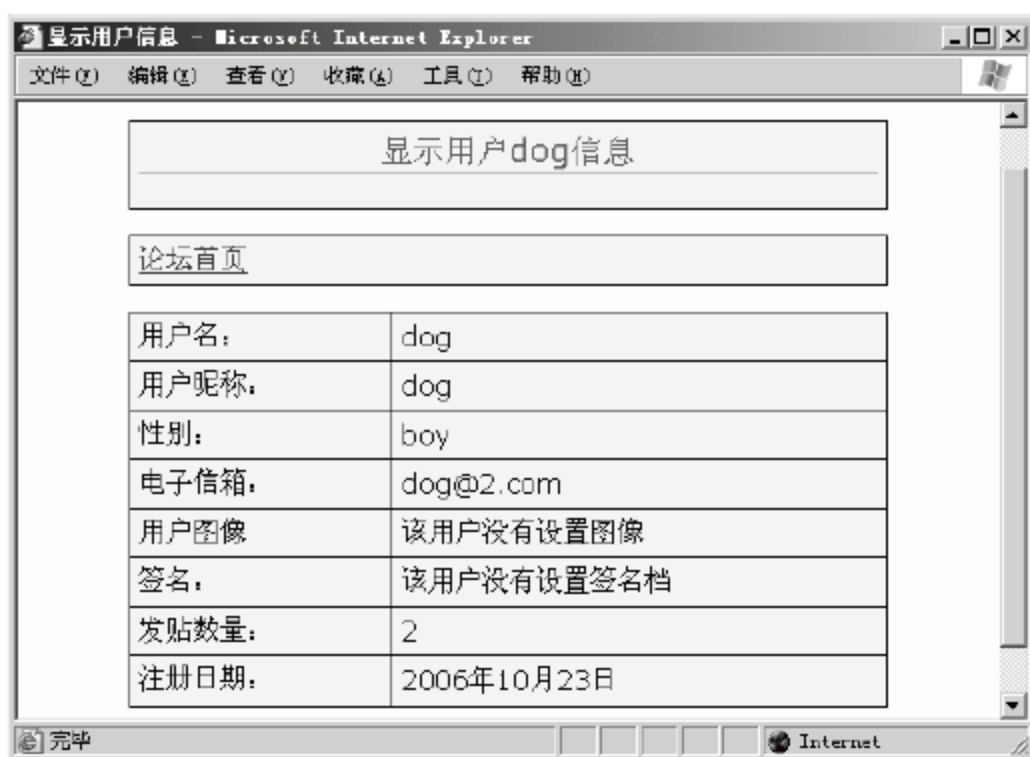 显示用户信息 - Microsoft Internet Explorer
文件(F) 编辑(E) 查看(V) 收藏(A) 工具(T) 帮助(H)
显示用户dog信息
论坛首页
用户名: dog
用户昵称: dog
性别: boy
电子信箱: dog@2.com
用户图像 该用户没有设置图像
签名: 该用户没有设置签名档
发贴数量: 2
注册日期: 2006年10月23日
完毕 Internet